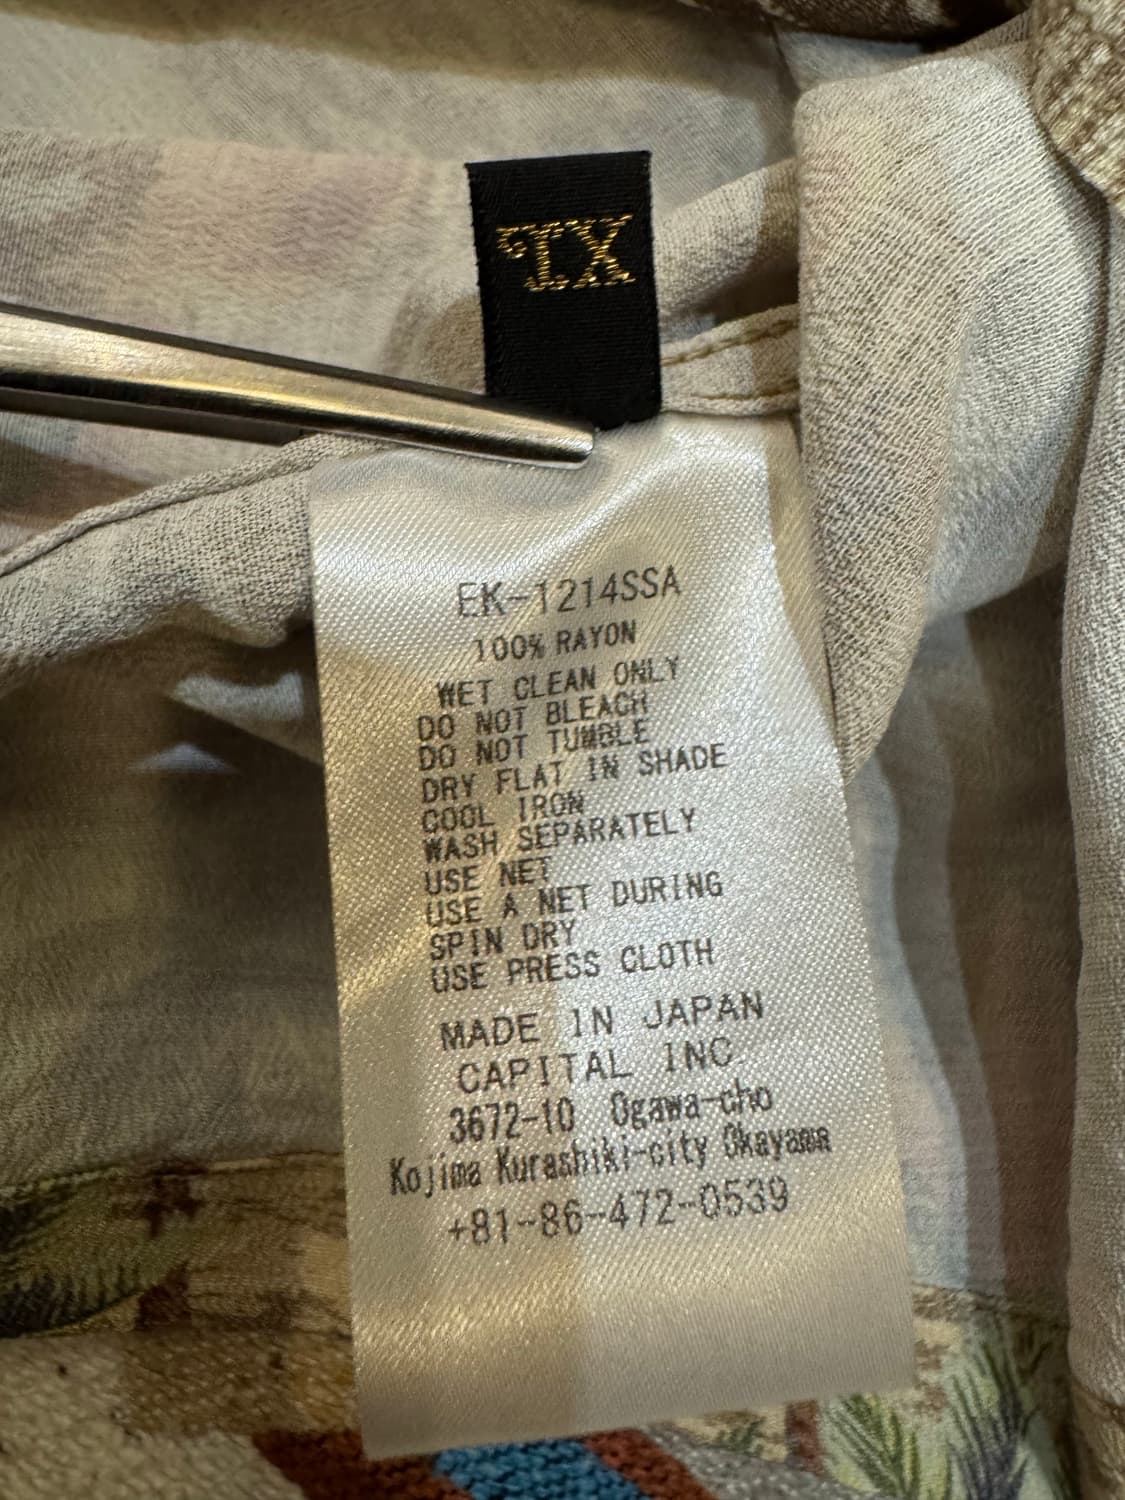 XL
EK-1214SSA
100% RAYON
WET CLEAN ONLY
DO NOT BLEACH
DO NOT TUMBLE
DRY FLAT IN SHADE
COOL IRON
WASH SEPARATELY
USE NET
USE A NET DURING
SPIN DRY
USE PRESS CLOTH
MADE IN JAPAN
CAPITAL INC.
3672-10 Ogawa-cho
Kojima Kurashiki-city Okayama
+81-86-472-0539